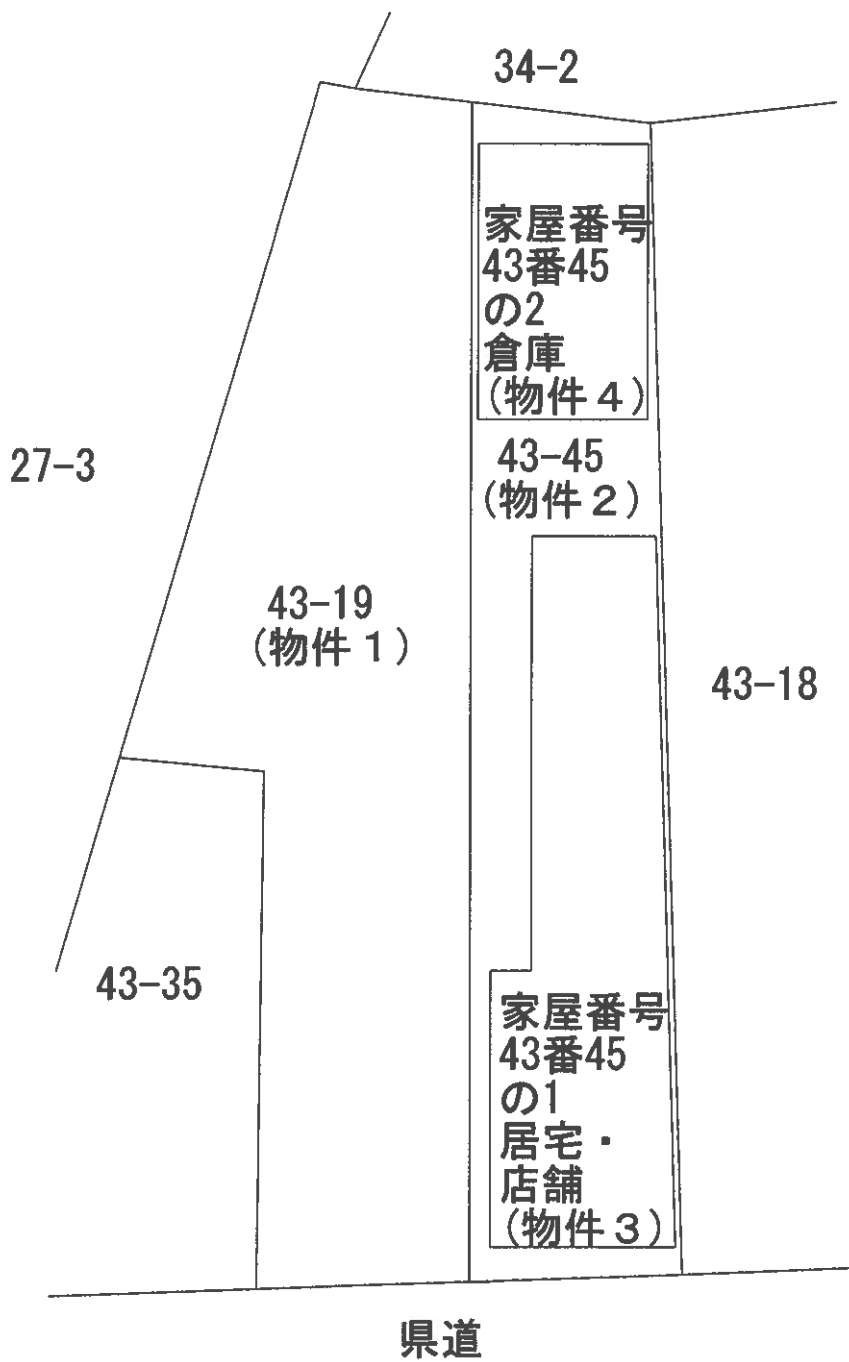 34-2
家屋番号
43番45
の2
倉庫
(物件４)
27-3
43-45
(物件２)
43-19
(物件１)
43-18
43-35
家屋番号
43番45
の1
居宅・
店舗
(物件３)
県道